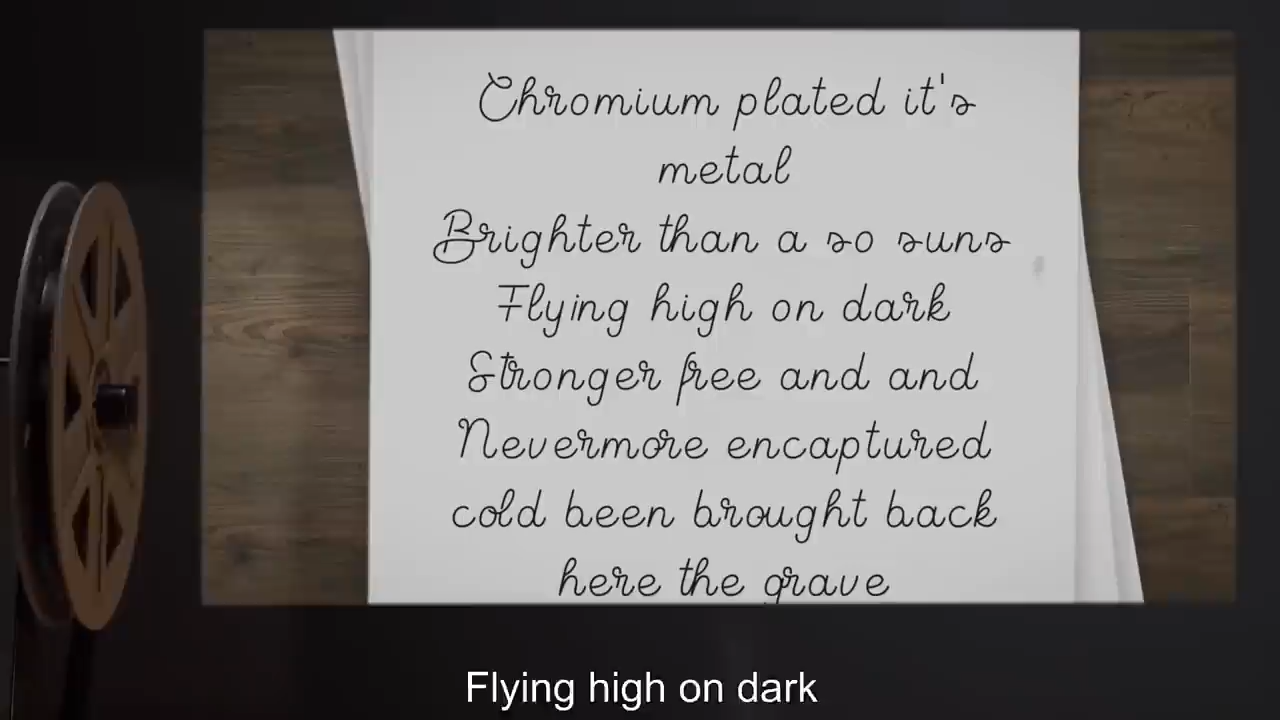 Chromium plated it's
metal
Brighter than a so suns
Flying high on dark
Stronger free and and
Nevermore encaptured
cold been brought back
here the grave
Flying high on dark